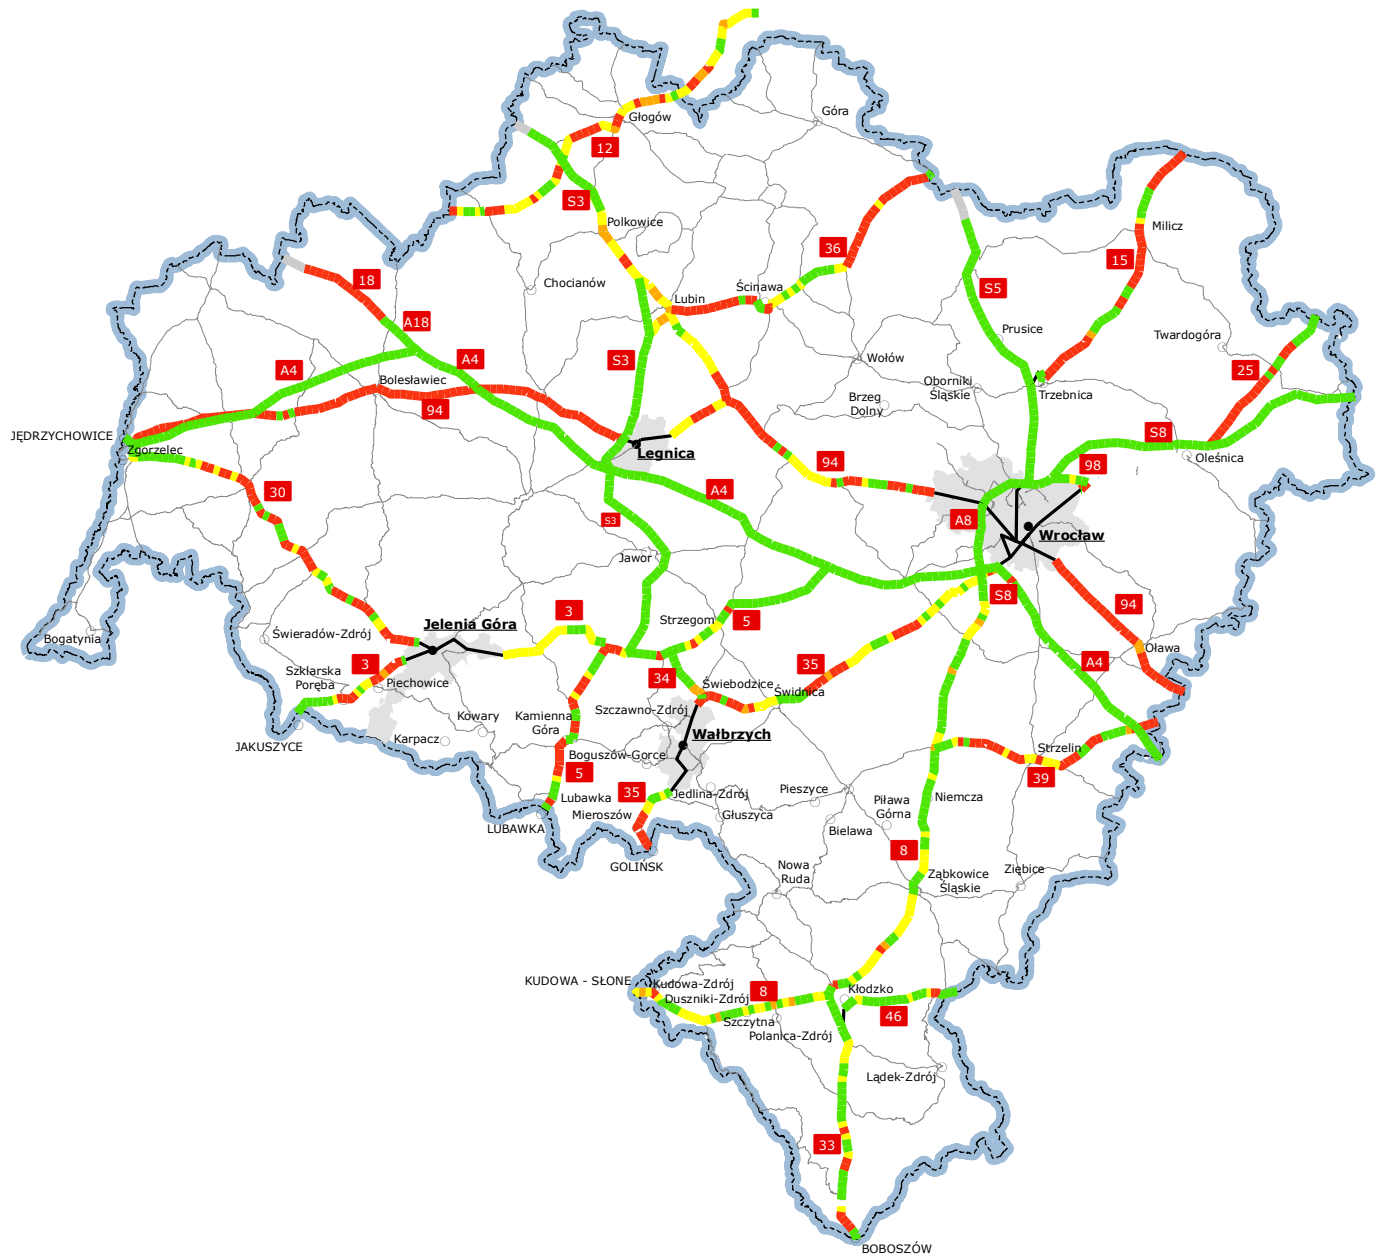 Góra
Głogów
12
S3
Polkowice
Milicz
36
15
18
Chocianów
Ścinawa
S5
Lubin
A18
Prusice
Twardogóra
A4
A4
S3
Wołów
25
Bolesławiec
Oborniki
Śląskie
Trzebnica
94
Brzeg
Dolny
JĘDRZYCHOWICE
S8
Zgorzelec
Legnica
94
98
Oleśnica
30
A4
S3
A8
Wrocław
Jawor
S8
94
3
5
Strzegom
Jelenia Góra
Bogatynia
Świeradów-Zdrój
Oława
3
35
A4
Szklarska
Poręba
34
Piechowice
Świebodzice
Świdnica
Szczawno-Zdrój
Kowary
Kamienna
Góra
JAKUSZYCE
Karpacz
Wałbrzych
Strzelin
Boguszów-Gorce
5
39
35
Jedlina-Zdrój
Pieszyce
Niemcza
Lubawka
Mieroszów
Głuszyca
Piława
Górna
LUBAWKA
Bielawa
8
GOLIŃSK
Nowa
Ruda
Ząbkowice
Śląskie
Ziębice
KUDOWA - SŁONE
Kudowa-Zdrój
Duszniki-Zdrój
8
Kłodzko
46
Szczytna
Polanica-Zdrój
Lądek-Zdrój
33
BOBOSZÓW